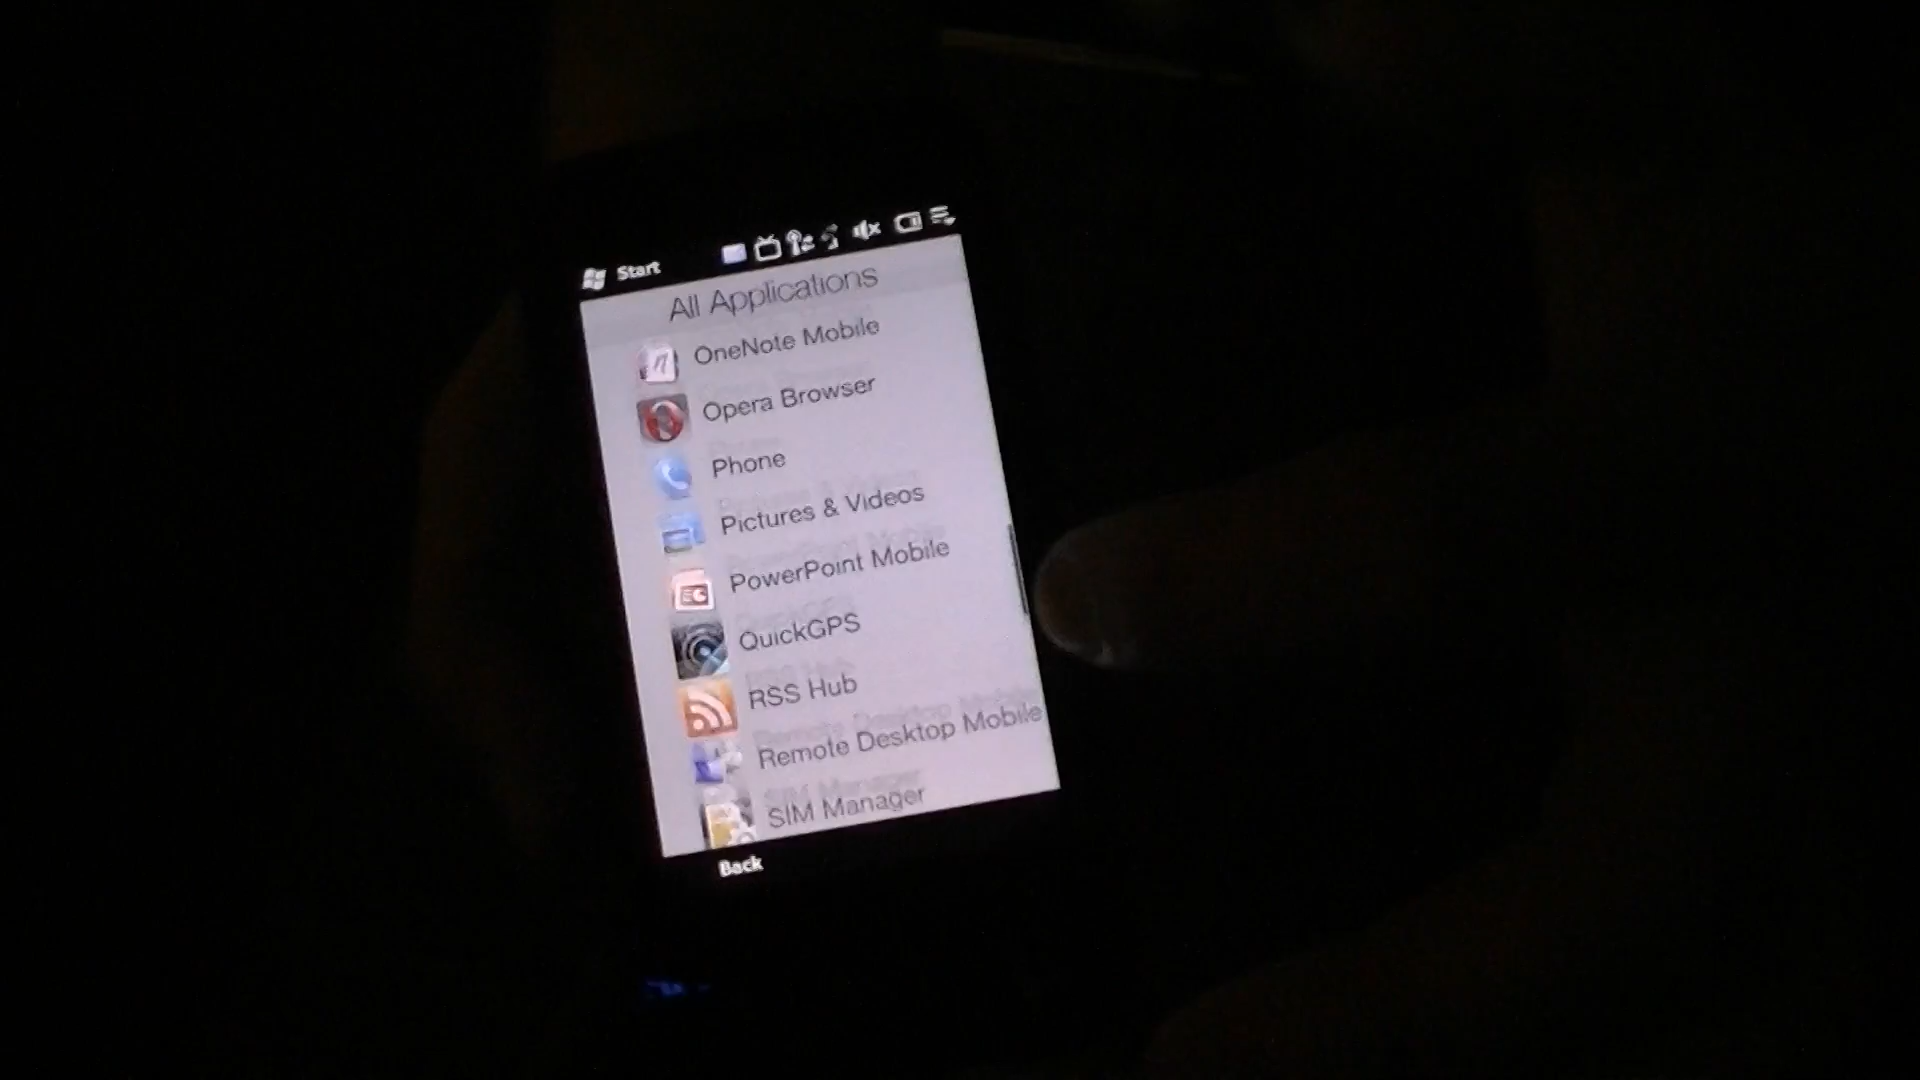 Start
All Applications
OneNote Mobile
Opera Browser
Phone
Pictures & Videos
PowerPoint Mobile
QuickGPS
RSS Hub
Remote Desktop Mobile
SIM Manager
Back